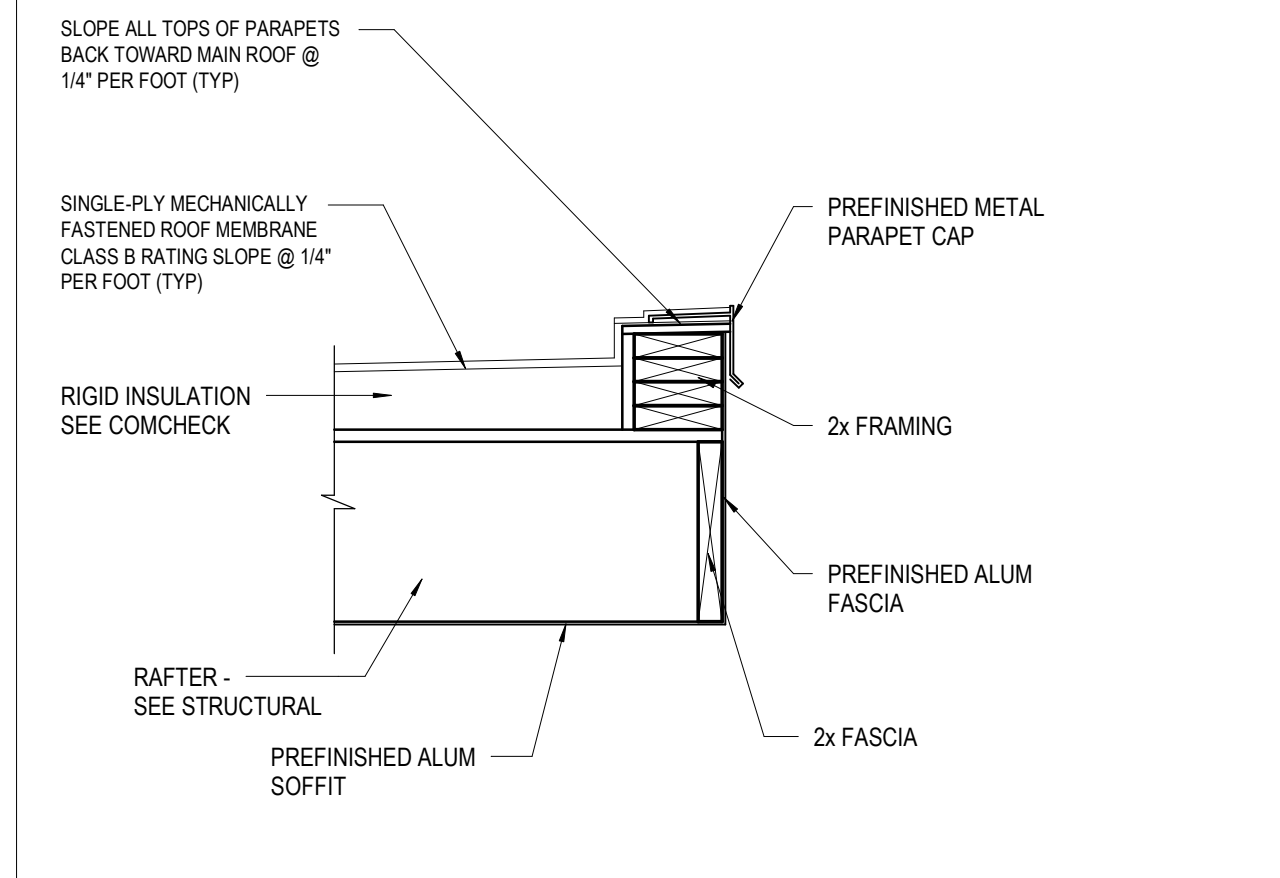 SLOPE ALL TOPS OF PARAPETS
BACK TOWARD MAIN ROOF @
1/4" PER FOOT (TYP)
SINGLE-PLY MECHANICALLY
FASTENED ROOF MEMBRANE
CLASS B RATING SLOPE @ 1/4"
PER FOOT (TYP)
PREFINISHED METAL
PARAPET CAP
RIGID INSULATION
SEE COMCHECK
2x FRAMING
PREFINISHED ALUM
FASCIA
RAFTER -
SEE STRUCTURAL
2x FASCIA
PREFINISHED ALUM
SOFFIT